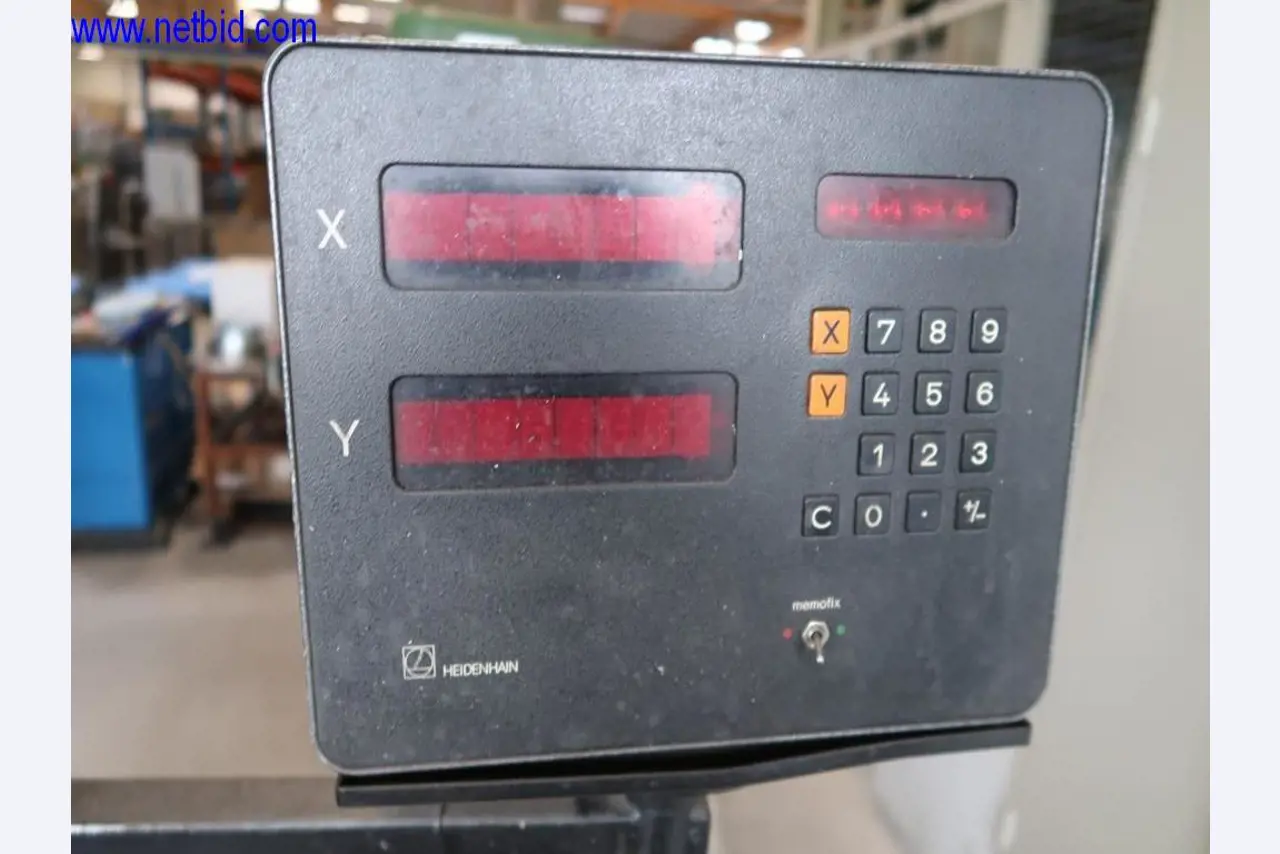 www.netbid.com
X
Y
X 7 8 9
Y 4 5 6
1 2 3
C 0 . +/-
memofix
HEIDENHAIN